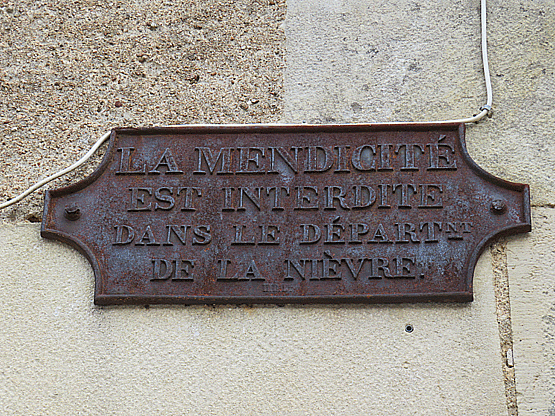 LA MENDICITÉ
EST INTERDITE
DANS LE DÉPARTNT
DE LA NIÈVRE.